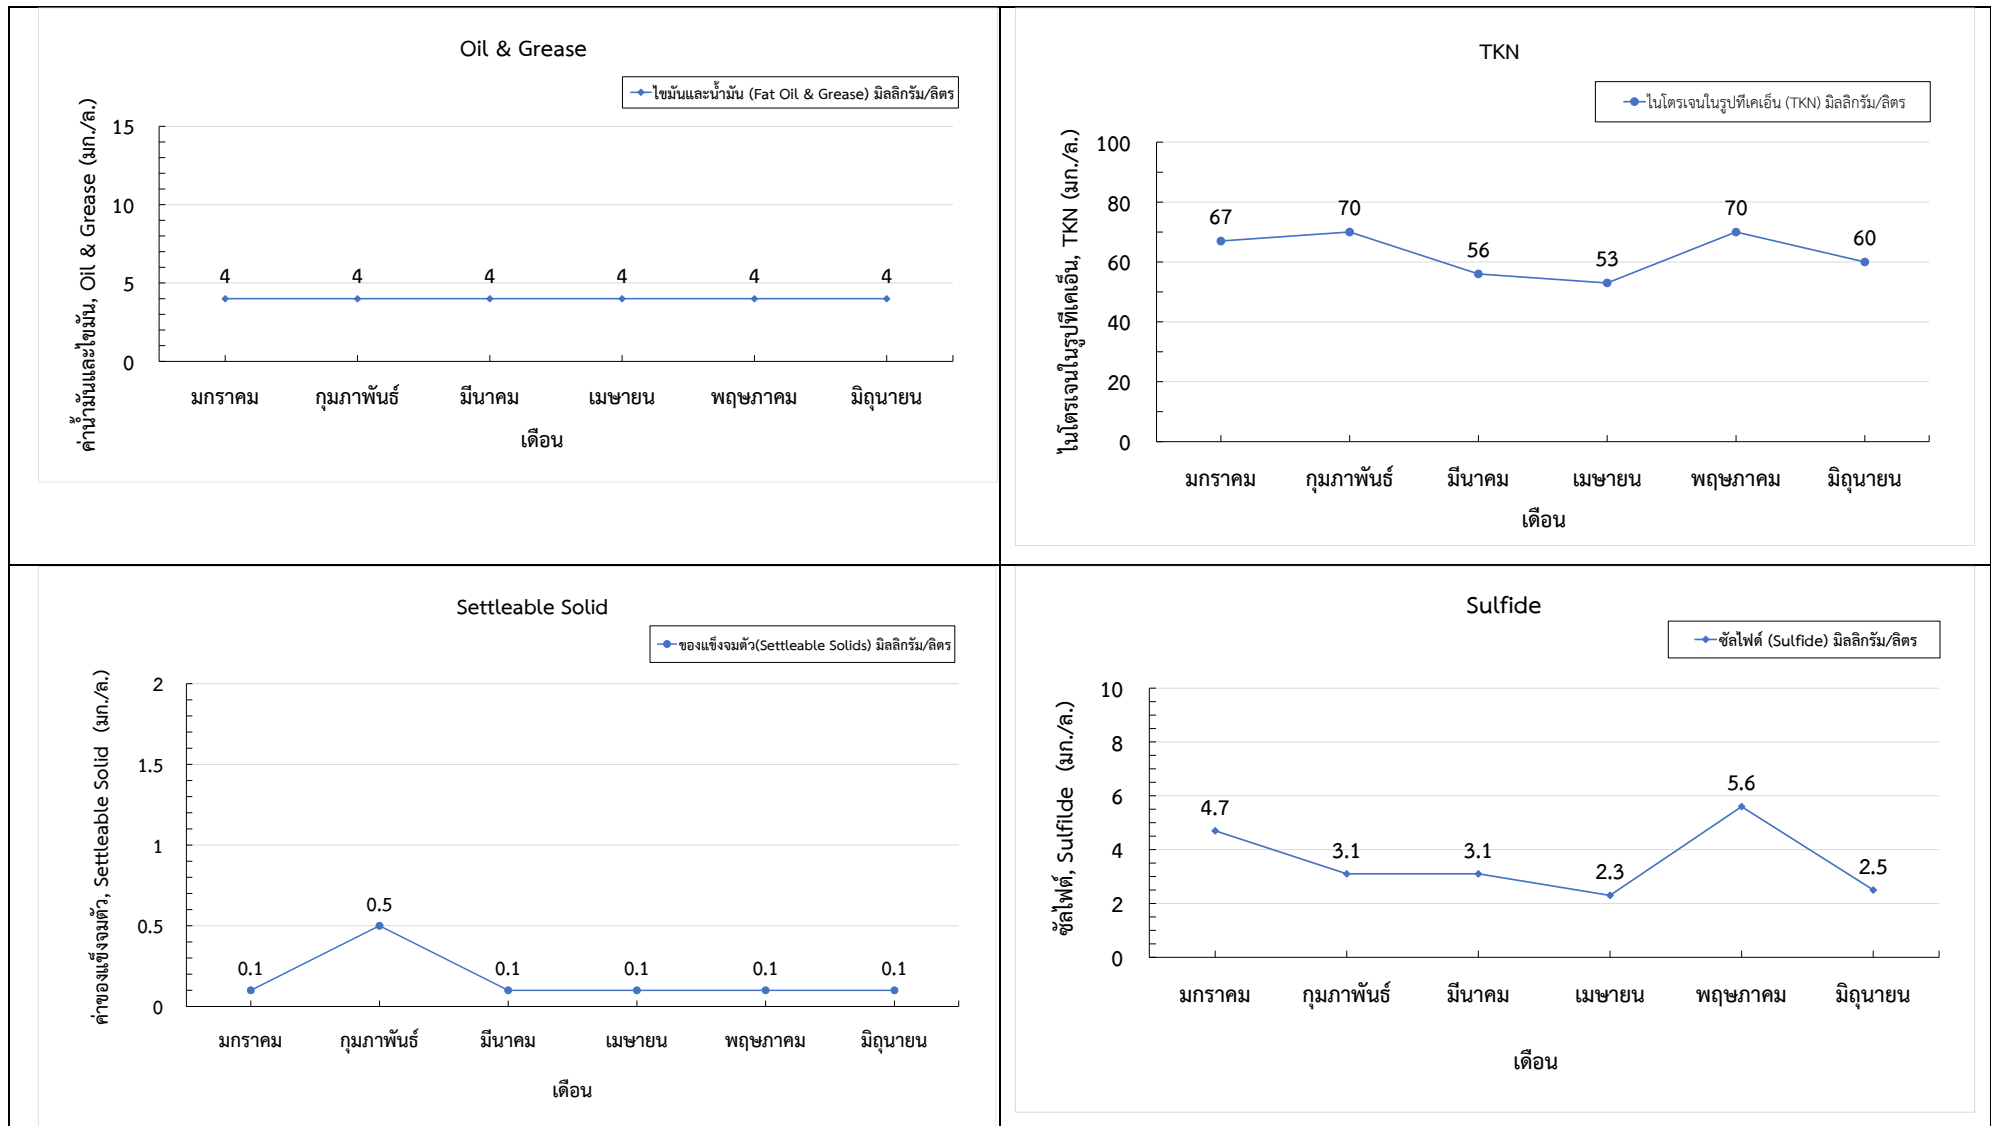 Oil & Grease
ไขมันและน้ำมัน (Fat Oil & Grease) มิลลิกรัม/ลิตร
ค่าน้ำมันและไขมัน, Oil & Grease (มก./ล.)
15
10
5
0
4 4 4 4 4 4
มกราคม กุมภาพันธ์ มีนาคม เมษายน พฤษภาคม มิถุนายน
เดือน
TKN
ไนโตรเจนในรูปทีเคเอ็น (TKN) มิลลิกรัม/ลิตร
ไนโตรเจนในรูปทีเคเอ็น, TKN (มก./ล.)
100
80
60
40
20
0
67 70 56 53 70 60
มกราคม กุมภาพันธ์ มีนาคม เมษายน พฤษภาคม มิถุนายน
เดือน
Settleable Solid
ของแข็งจมตัว(Settleable Solids) มิลลิกรัม/ลิตร
ค่าของแข็งจมตัว, Settleable Solid (มก./ล.)
2
1.5
1
0.5
0
0.1 0.5 0.1 0.1 0.1 0.1
มกราคม กุมภาพันธ์ มีนาคม เมษายน พฤษภาคม มิถุนายน
เดือน
Sulfide
ซัลไฟด์ (Sulfide) มิลลิกรัม/ลิตร
ซัลไฟด์, Sulfilde (มก./ล.)
10
8
6
4
2
0
4.7 3.1 3.1 2.3 5.6 2.5
มกราคม กุมภาพันธ์ มีนาคม เมษายน พฤษภาคม มิถุนายน
เดือน